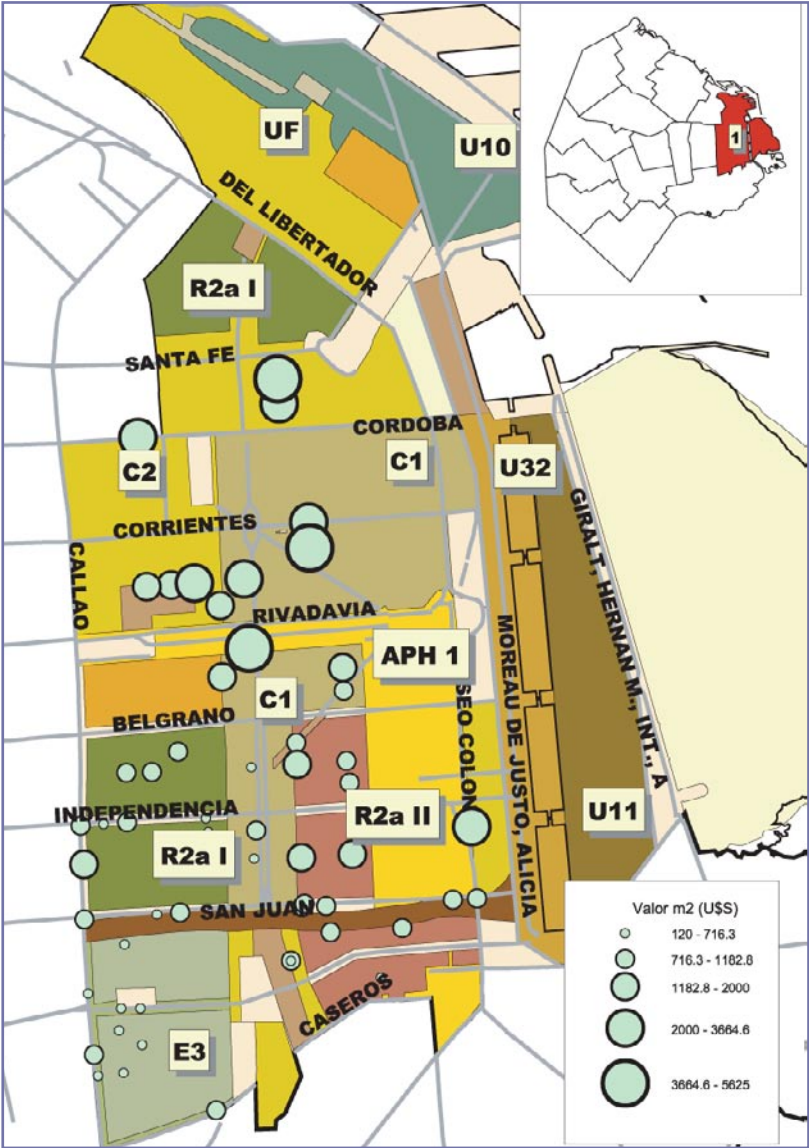 1
UF
U10
DEL LIBERTADOR
R2a I
SANTA FE
CORDOBA
C2
C1
U32
CORRIENTES
CALLAO
GIRALT, HERNAN M., INT., A
RIVADAVIA
MOREAU DE JUSTO, ALICIA
APH 1
SEO COLON
C1
BELGRANO
INDEPENDENCIA
R2a II
U11
R2a I
SAN JUAN
CASEROS
E3
Valor m2 (U$S)
120 - 716.3
716.3 - 1182.8
1182.8 - 2000
2000 - 3664.6
3664.6 - 5625